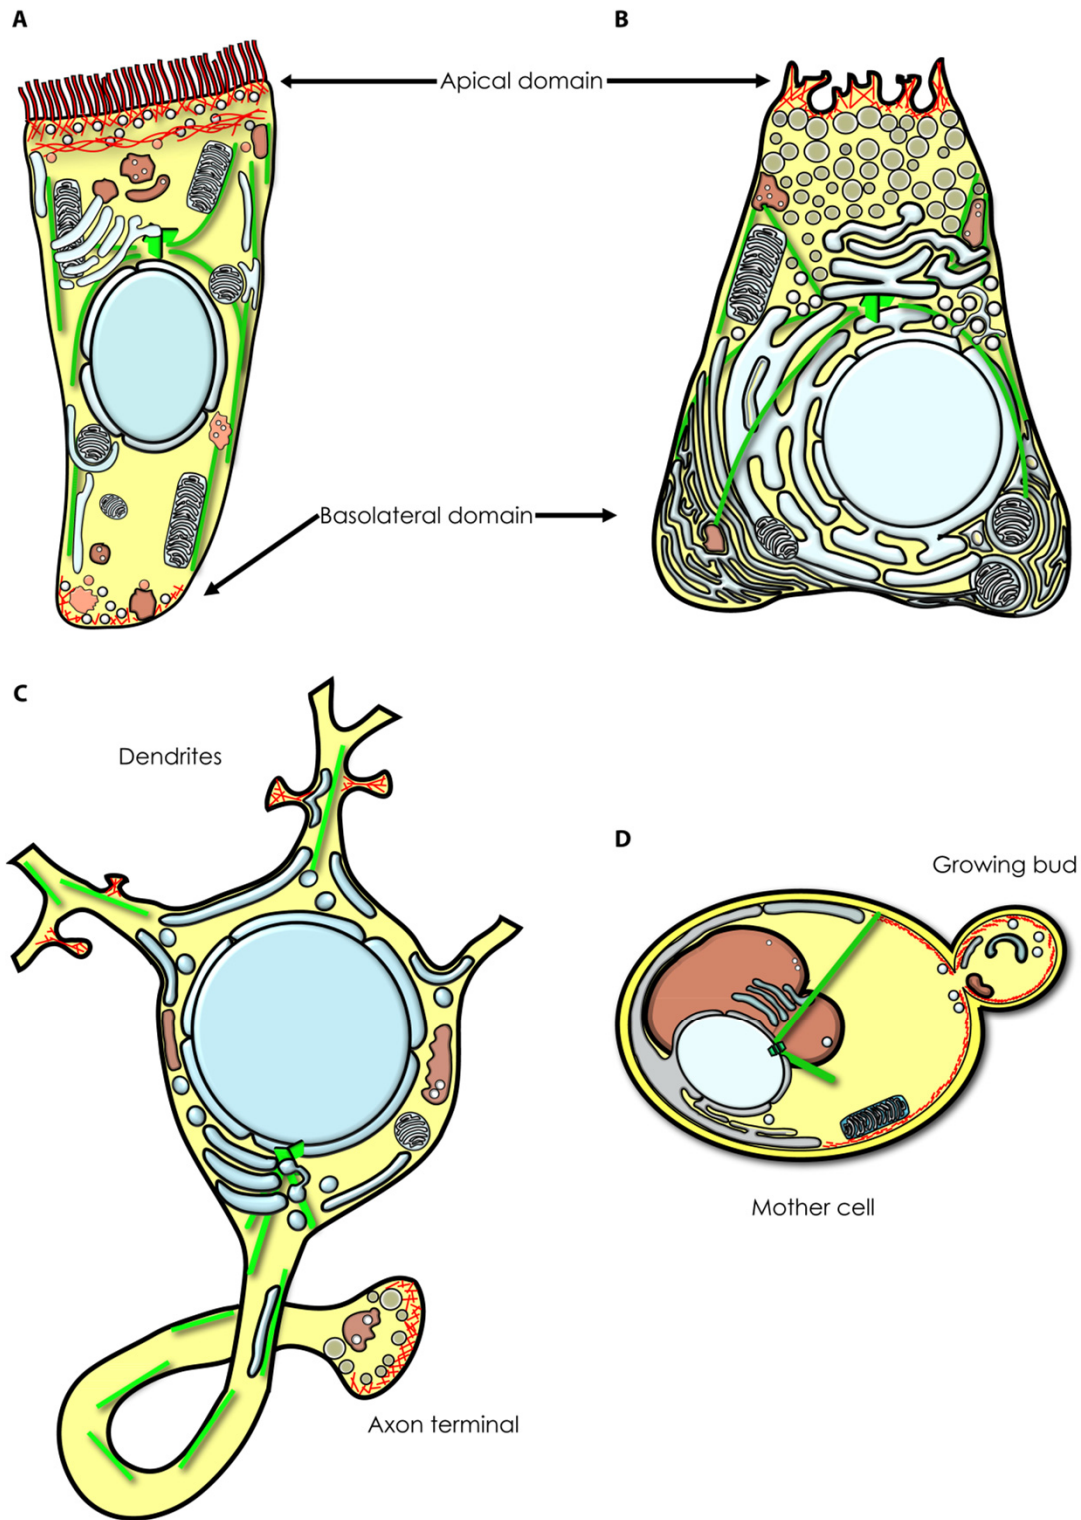 A
B
Apical domain
Basolateral domain
C
Dendrites
D
Growing bud
Mother cell
Axon terminal